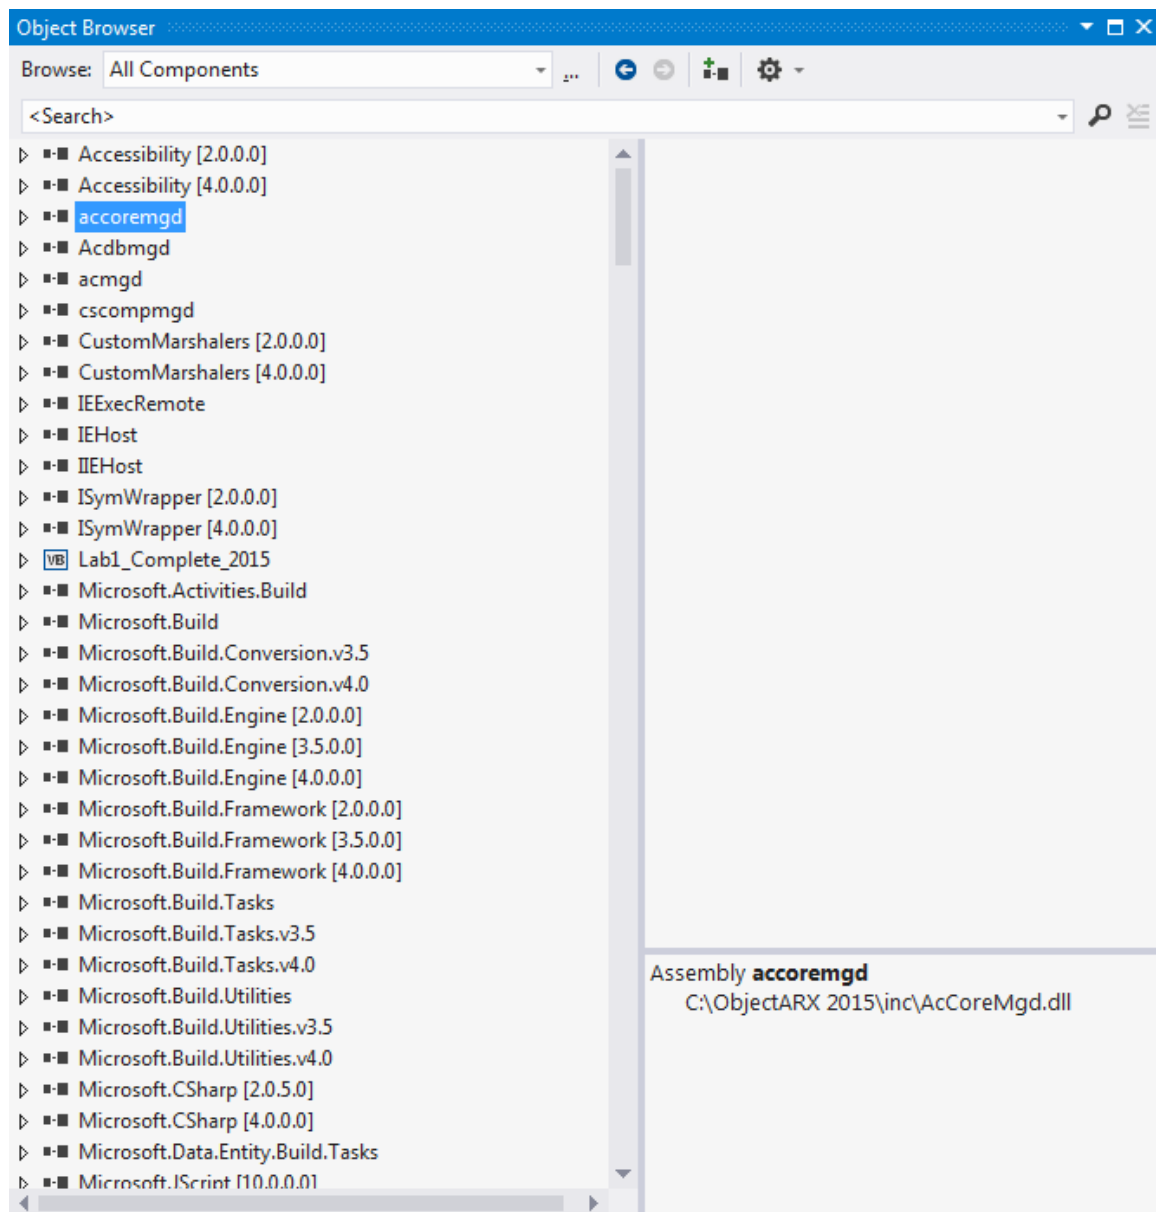 Object Browser
Browse: All Components ...
<Search>
Accessibility [2.0.0.0]
Accessibility [4.0.0.0]
accoremgd
Acdbmgd
acmgd
cscompmgd
CustomMarshalers [2.0.0.0]
CustomMarshalers [4.0.0.0]
IEExecRemote
IEHost
IIEHost
ISymWrapper [2.0.0.0]
ISymWrapper [4.0.0.0]
VB Lab1_Complete_2015
Microsoft.Activities.Build
Microsoft.Build
Microsoft.Build.Conversion.v3.5
Microsoft.Build.Conversion.v4.0
Microsoft.Build.Engine [2.0.0.0]
Microsoft.Build.Engine [3.5.0.0]
Microsoft.Build.Engine [4.0.0.0]
Microsoft.Build.Framework [2.0.0.0]
Microsoft.Build.Framework [3.5.0.0]
Microsoft.Build.Framework [4.0.0.0]
Microsoft.Build.Tasks
Microsoft.Build.Tasks.v3.5
Microsoft.Build.Tasks.v4.0
Microsoft.Build.Utilities
Microsoft.Build.Utilities.v3.5
Microsoft.Build.Utilities.v4.0
Microsoft.CSharp [2.0.5.0]
Microsoft.CSharp [4.0.0.0]
Microsoft.Data.Entity.Build.Tasks
Microsoft.JScript [10.0.0.0]
Assembly accoremgd
C:\ObjectARX 2015\inc\AcCoreMgd.dll